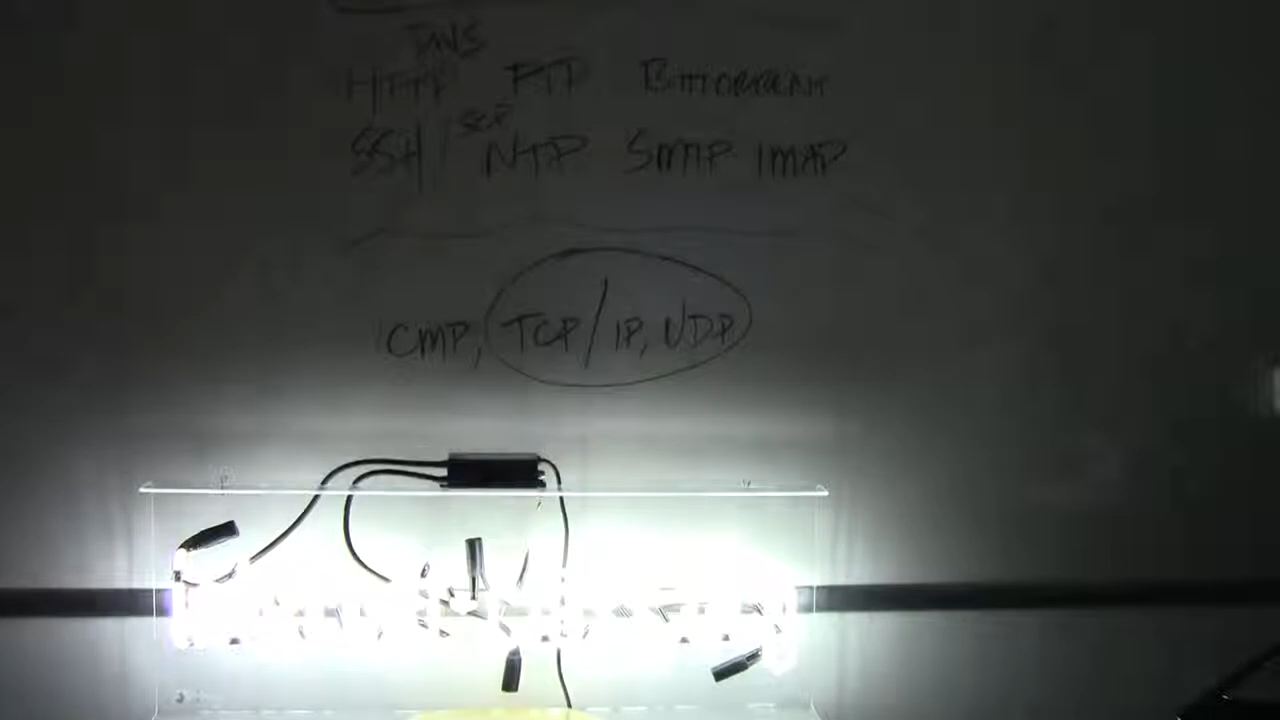 DNS
HTTP FTP BITTORRENT
SCP
SSH/ NTP SMTP IMAP
ICMP, TCP/IP, UDP